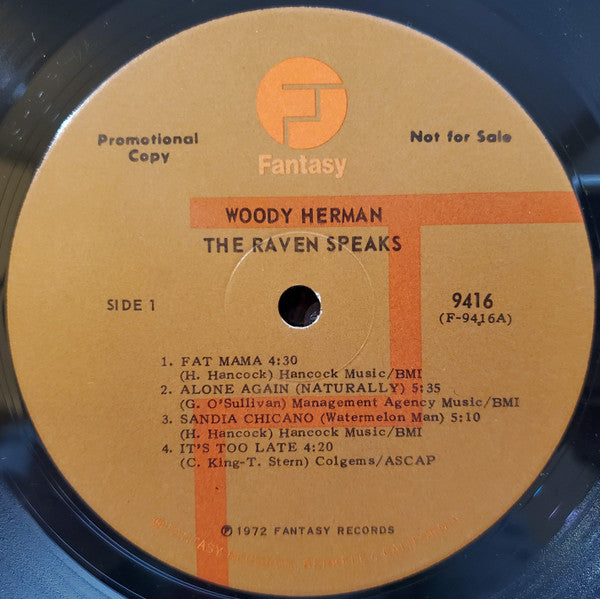 Promotional
Copy
Not for Sale
Fantasy
WOODY HERMAN
THE RAVEN SPEAKS
SIDE 1
9416
(F-9416A)
1. FAT MAMA 4:30
(H. Hancock) Hancock Music/BMI
2. ALONE AGAIN (NATURALLY) 5:35
(G. O'Sullivan) Management Agency Music/BMI
3. SANDIA CHICANO (Watermelon Man) 5:10
(H. Hancock) Hancock Music/BMI
4. IT'S TOO LATE 4:20
(C. King-T. Stern) Colgems/ASCAP
℗ 1972 FANTASY RECORDS